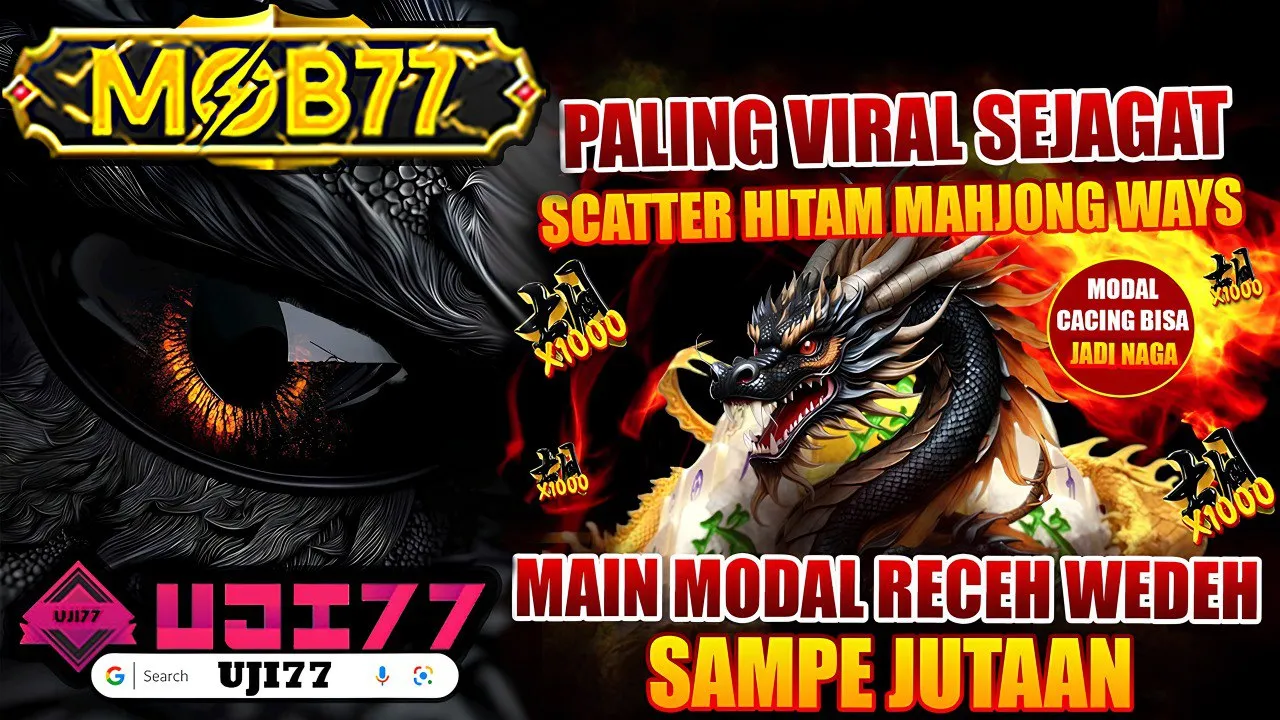 MOB77
PALING VIRAL SEJAGAT
SCATTER HITAM MAHJONG WAYS
X1000
X1000
MODAL
CACING BISA
JADI NAGA
X1000
X1000
UJI77
UJI77
Search UJI77
MAIN MODAL RECEH WEDEH
SAMPE JUTAAN